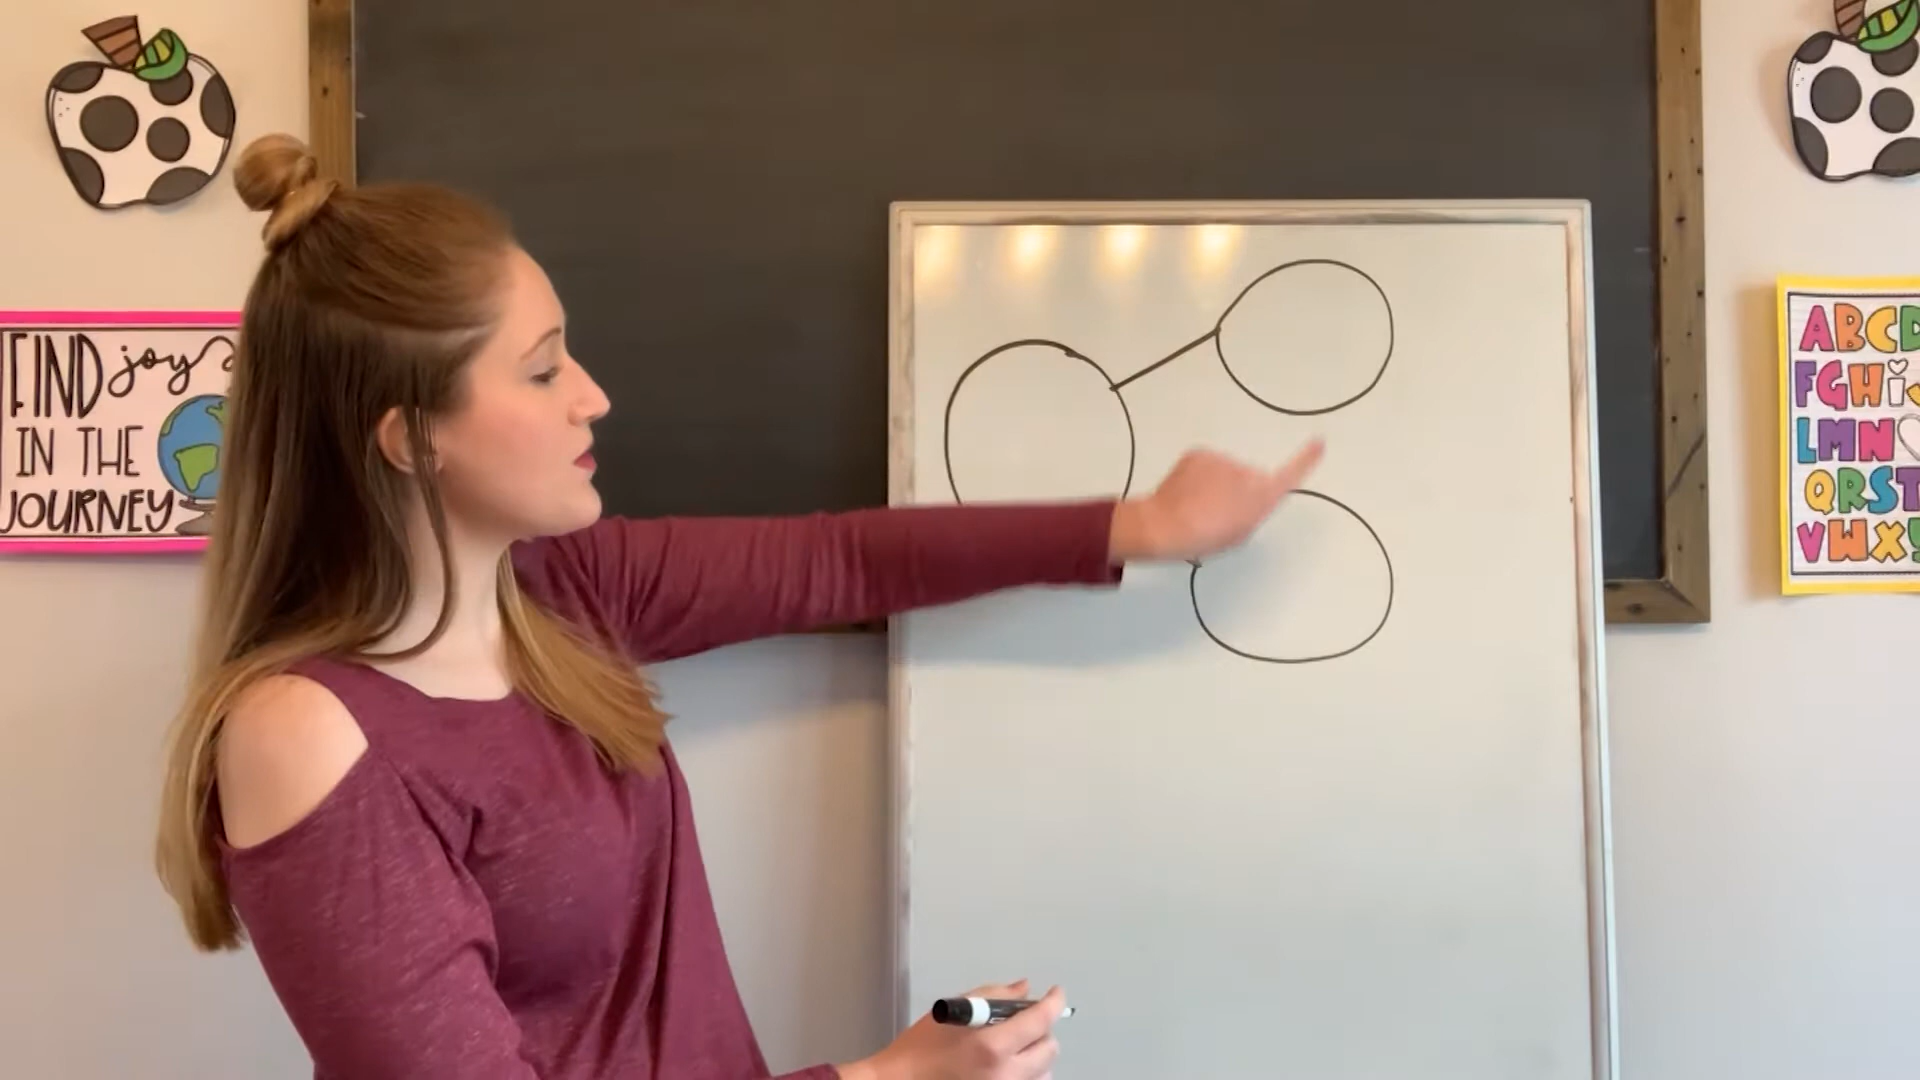 FIND joy
IN THE
JOURNEY
ABCD
FGHi
LMN
QRST
VWXY